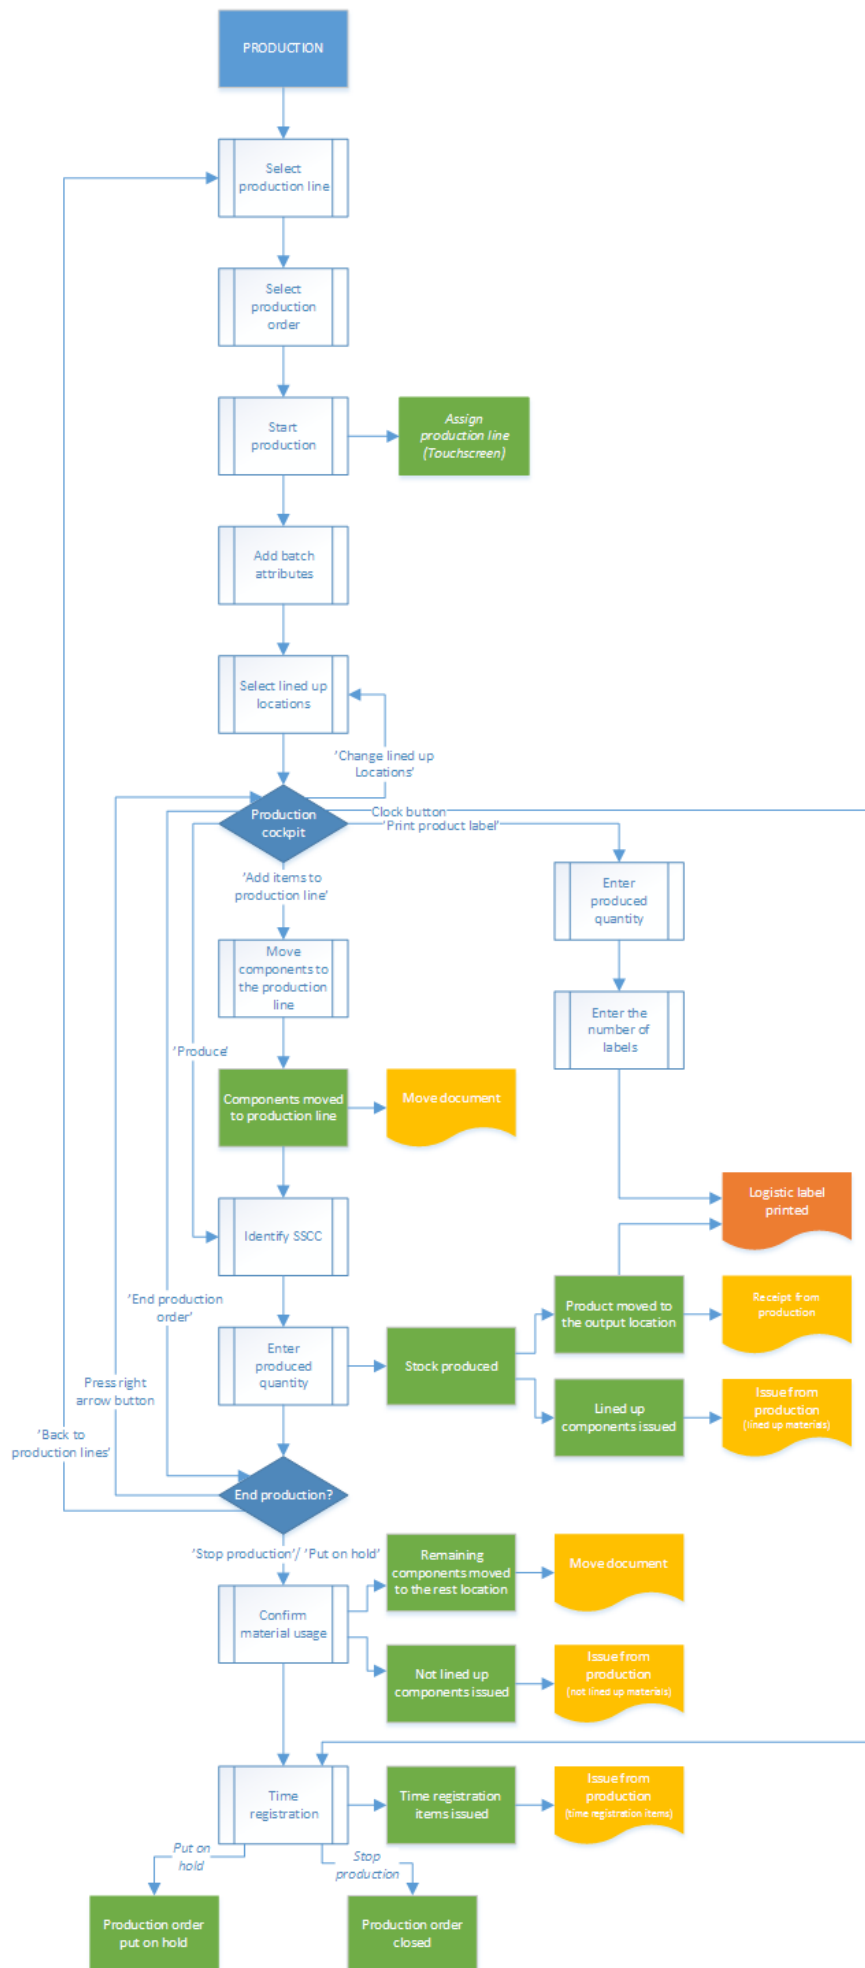 PRODUCTION
Select
production line
Select
production
order
Start
production
Assign
production line
(Touchscreen)
Add batch
attributes
Select lined up
locations
'Change lined up
Locations'
Production
cockpit
Clock button
'Print product label'
'Add items to
production line'
Enter
produced
quantity
Move
components to
the production
line
Enter the
number of
labels
'Produce'
Components moved
to production line
Move document
Logistic label
printed
Identify SSCC
'End production
order'
Product moved to
the output location
Receipt from
production
Enter
produced
quantity
Stock produced
Press right
arrow button
Lined up
components issued
Issue from
production
(lined up materials)
'Back to
production lines'
End production?
'Stop production'/ 'Put on hold'
Remaining
components moved
to the rest location
Move document
Confirm
material usage
Not lined up
components issued
Issue from
production
(not lined up materials)
Time
registration
Time registration
items issued
Issue from
production
(time registration items)
Put on
hold
Stop
production
Production order
put on hold
Production order
closed